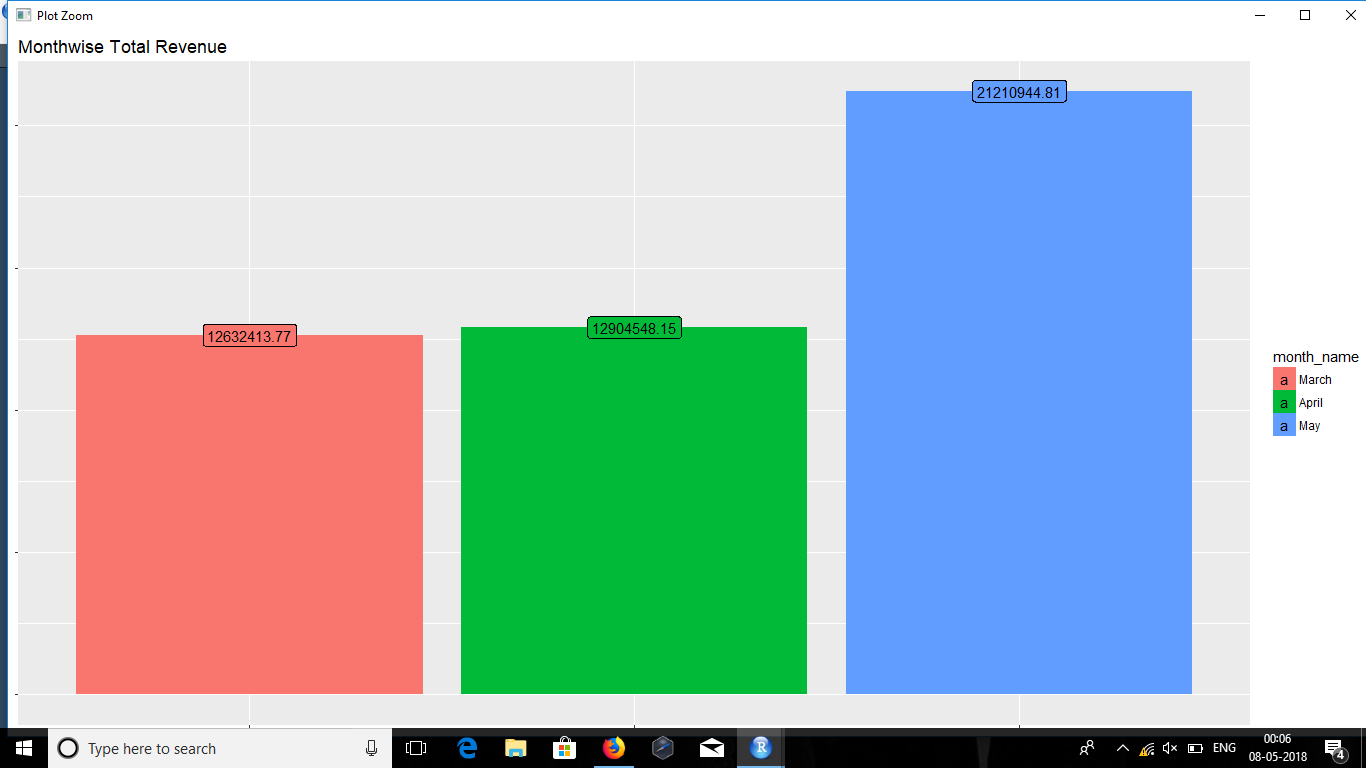 Plot Zoom
Monthwise Total Revenue
21210944.81
12632413.77
12904548.15
month_name
a March
a April
a May
Type here to search
R
ENG
00:06
08-05-2018
4